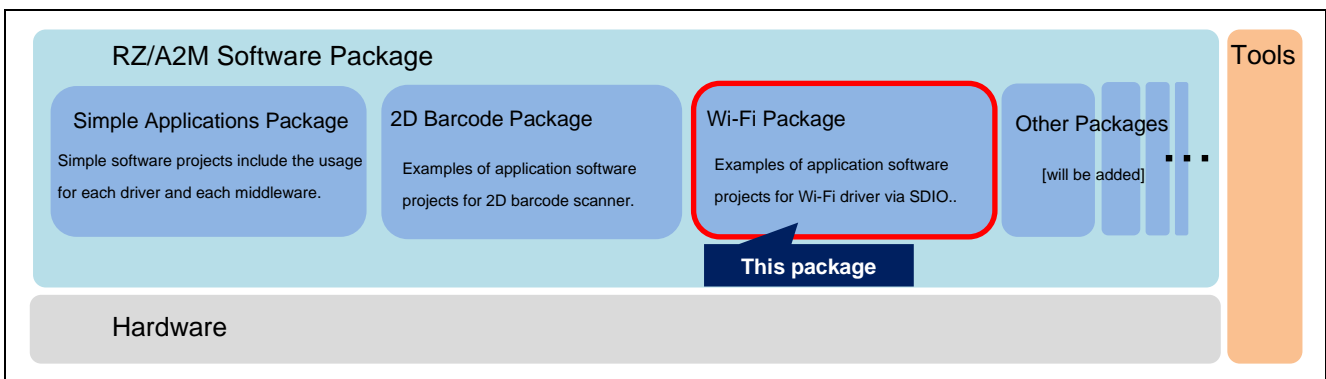 RZ/A2M Software Package
Tools
Simple Applications Package
Simple software projects include the usage
for each driver and each middleware.
2D Barcode Package
Examples of application software
projects for 2D barcode scanner.
Wi-Fi Package
Examples of application software
projects for Wi-Fi driver via SDIO..
This package
Other Packages
...
[will be added]
Hardware